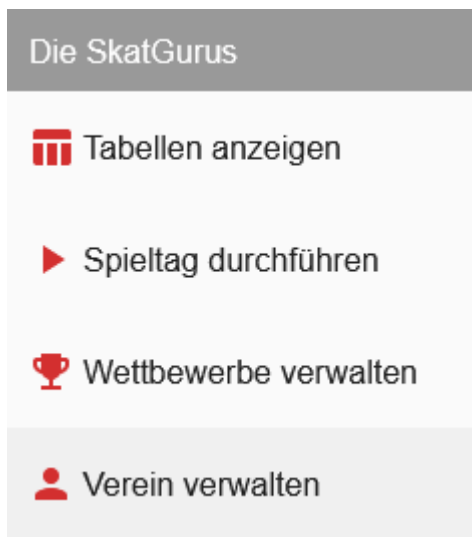 Die SkatGurus
Tabellen anzeigen
Spieltag durchführen
Wettbewerbe verwalten
Verein verwalten